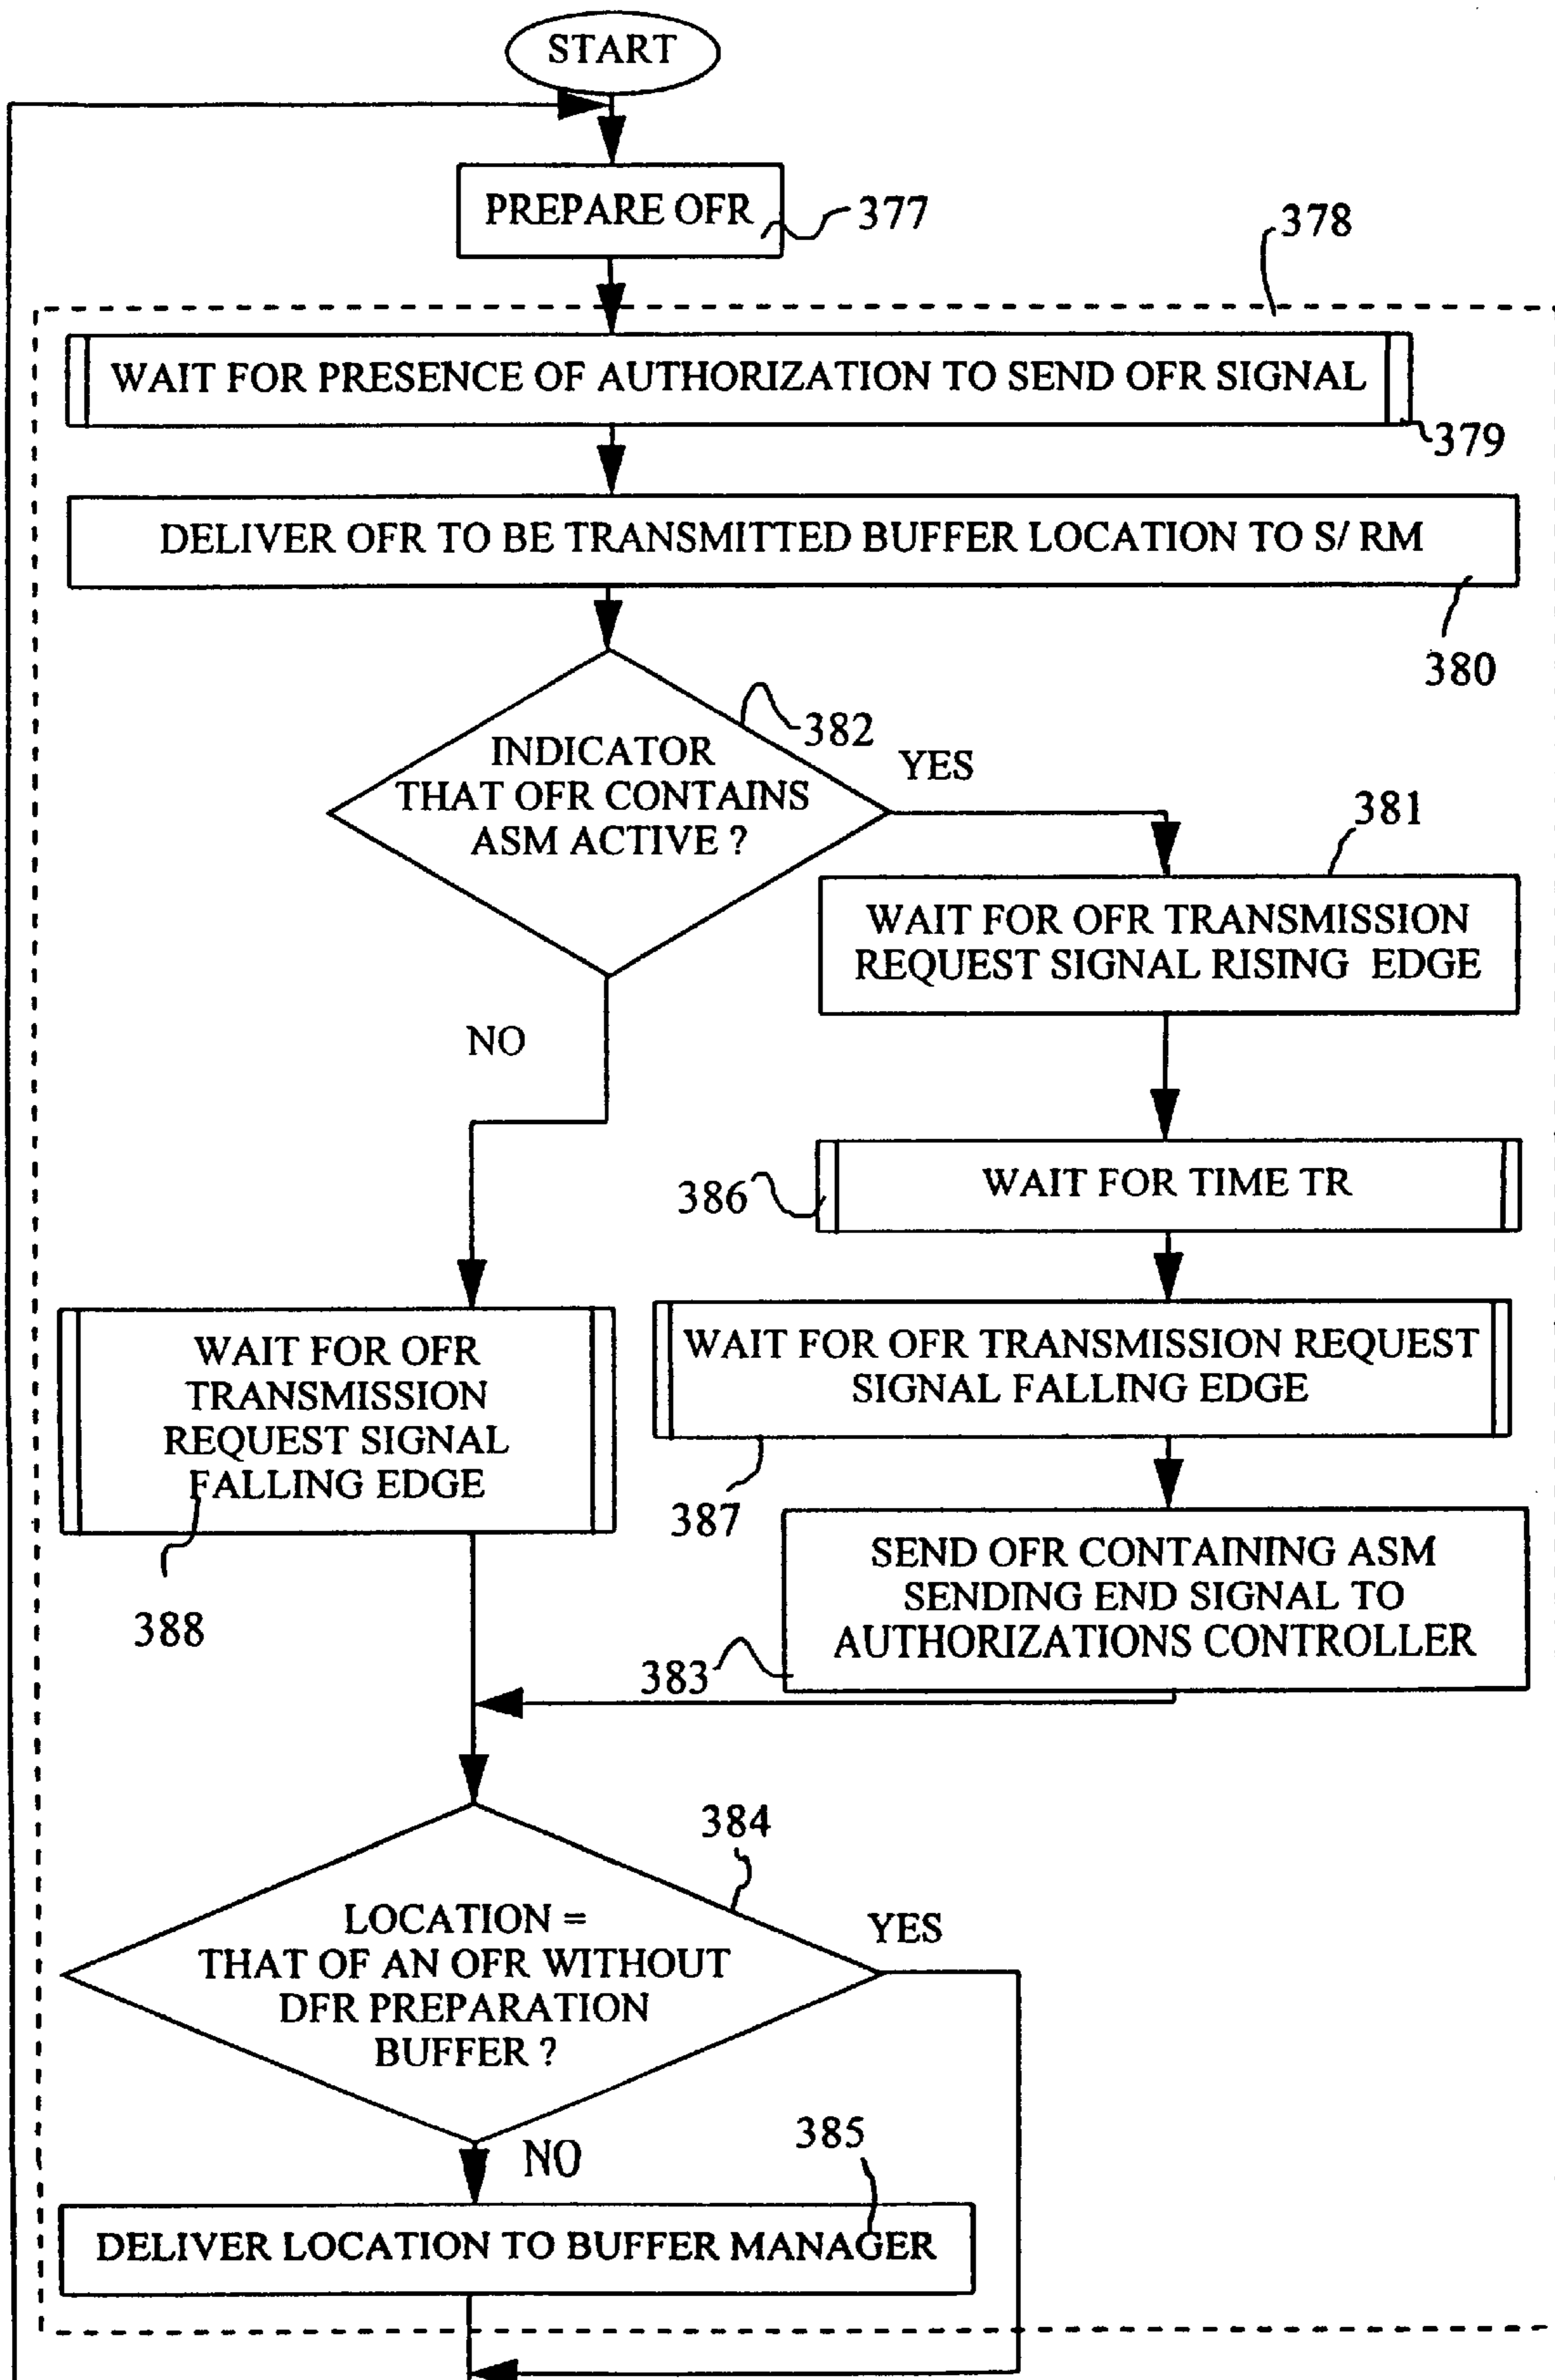 START
PREPARE OFR
377
378
WAIT FOR PRESENCE OF AUTHORIZATION TO SEND OFR SIGNAL
379
DELIVER OFR TO BE TRANSMITTED BUFFER LOCATION TO S/ RM
380
382
INDICATOR
THAT OFR CONTAINS
ASM ACTIVE ?
YES
381
WAIT FOR OFR TRANSMISSION
REQUEST SIGNAL RISING EDGE
NO
386
WAIT FOR TIME TR
WAIT FOR OFR
TRANSMISSION
REQUEST SIGNAL
FALLING EDGE
388
WAIT FOR OFR TRANSMISSION REQUEST
SIGNAL FALLING EDGE
387
SEND OFR CONTAINING ASM
SENDING END SIGNAL TO
AUTHORIZATIONS CONTROLLER
383
384
LOCATION =
THAT OF AN OFR WITHOUT
DFR PREPARATION
BUFFER ?
YES
NO
385
DELIVER LOCATION TO BUFFER MANAGER